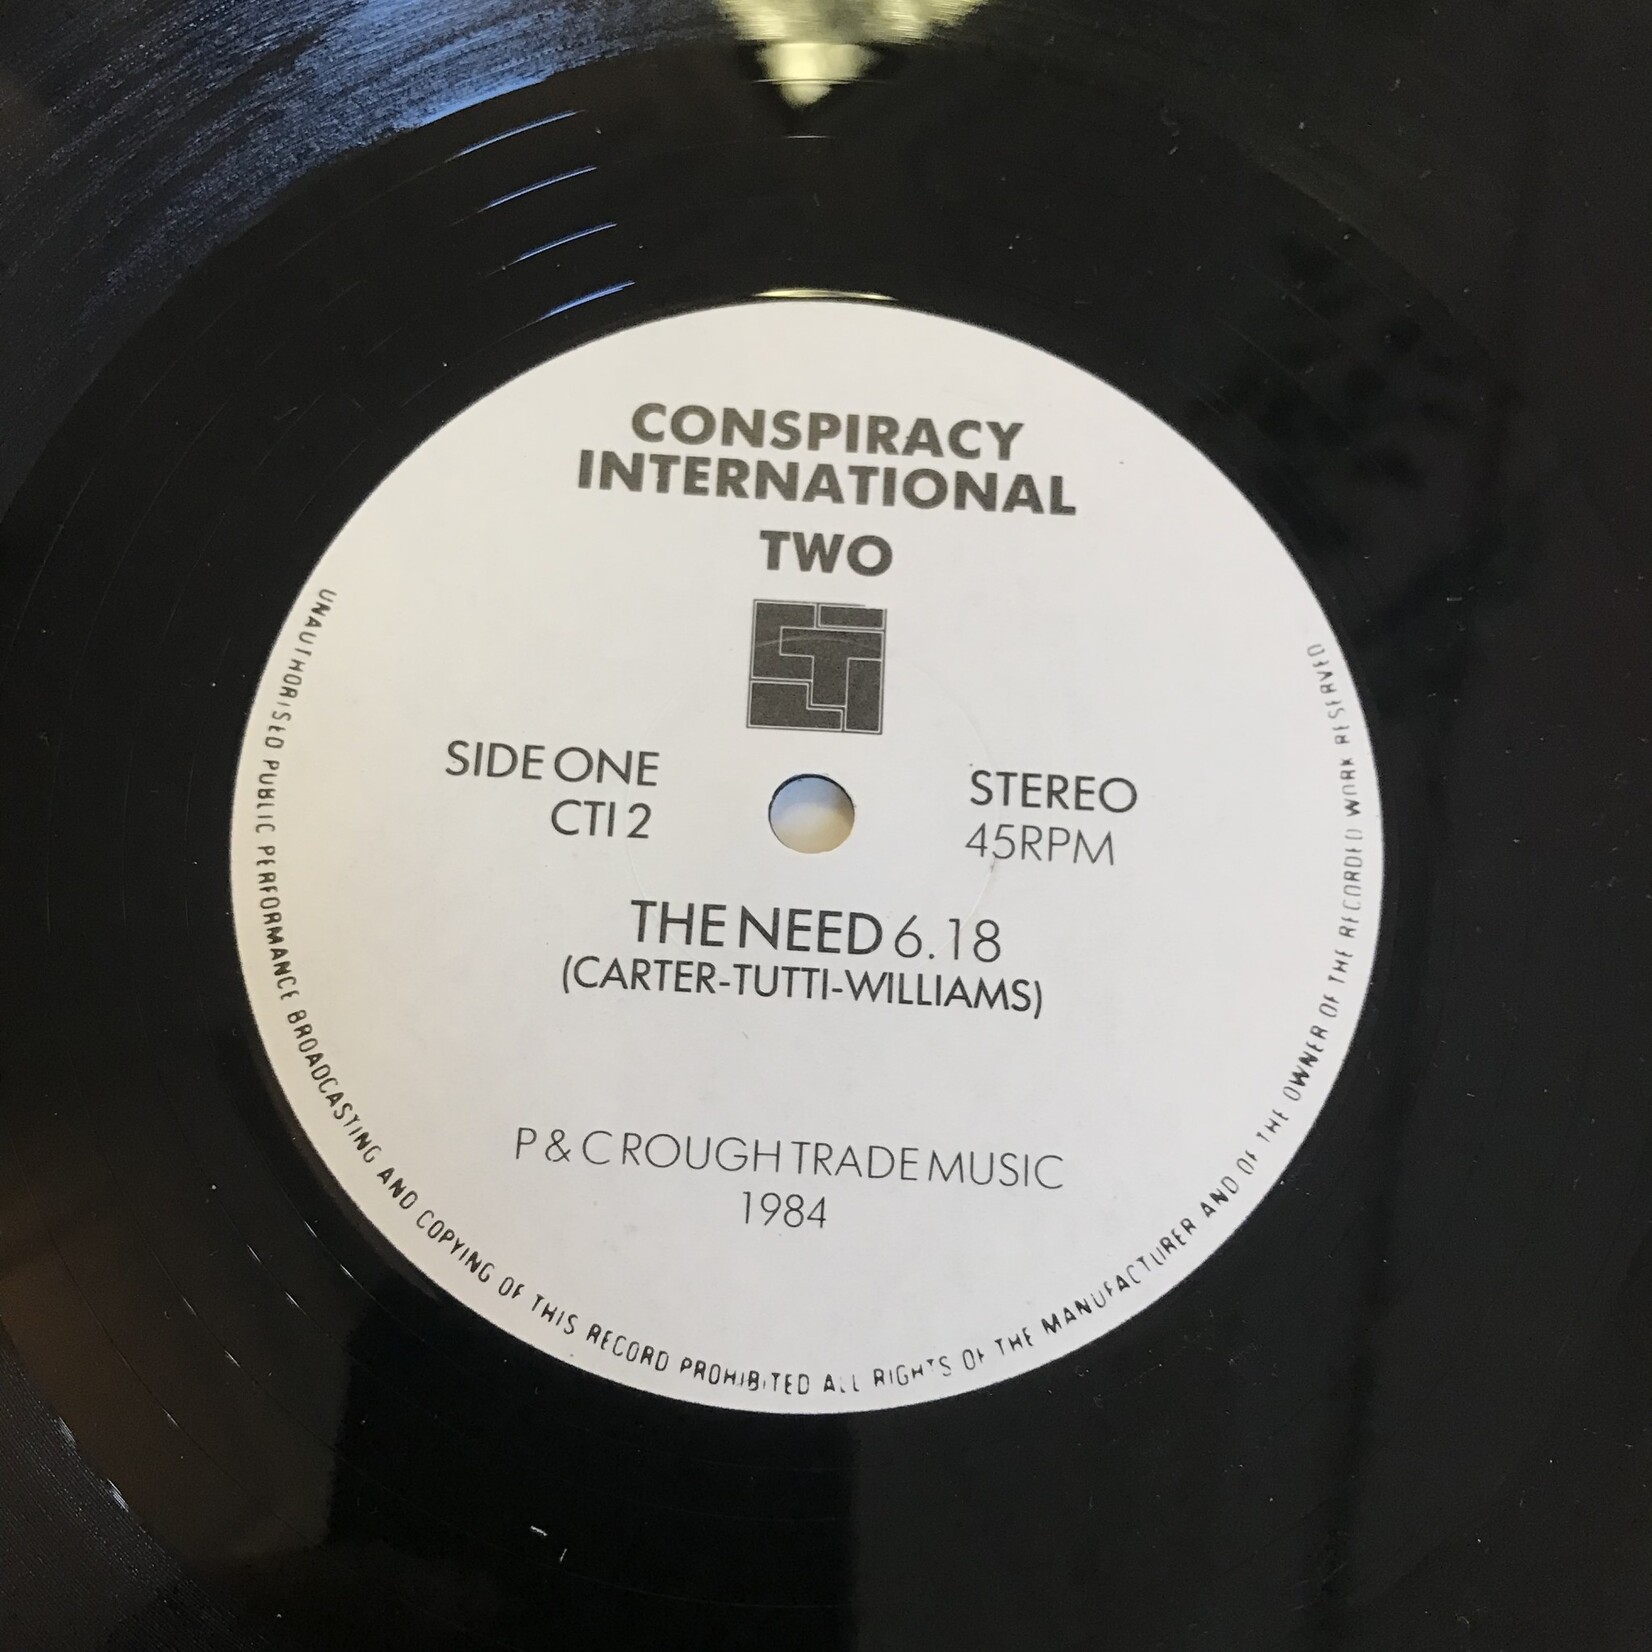 CONSPIRACY
INTERNATIONAL
TWO
CTI
SIDE ONE
CTI 2
STEREO
45RPM
THE NEED 6.18
(CARTER-TUTTI-WILLIAMS)
P & C ROUGH TRADE MUSIC
1984
UNAUTHORISED PUBLIC PERFORMANCE BROADCASTING AND COPYING OF THIS RECORD PROHIBITED ALL RIGHTS OF THE MANUFACTURER AND OF THE OWNER OF THE RECORDED WORK RESERVED